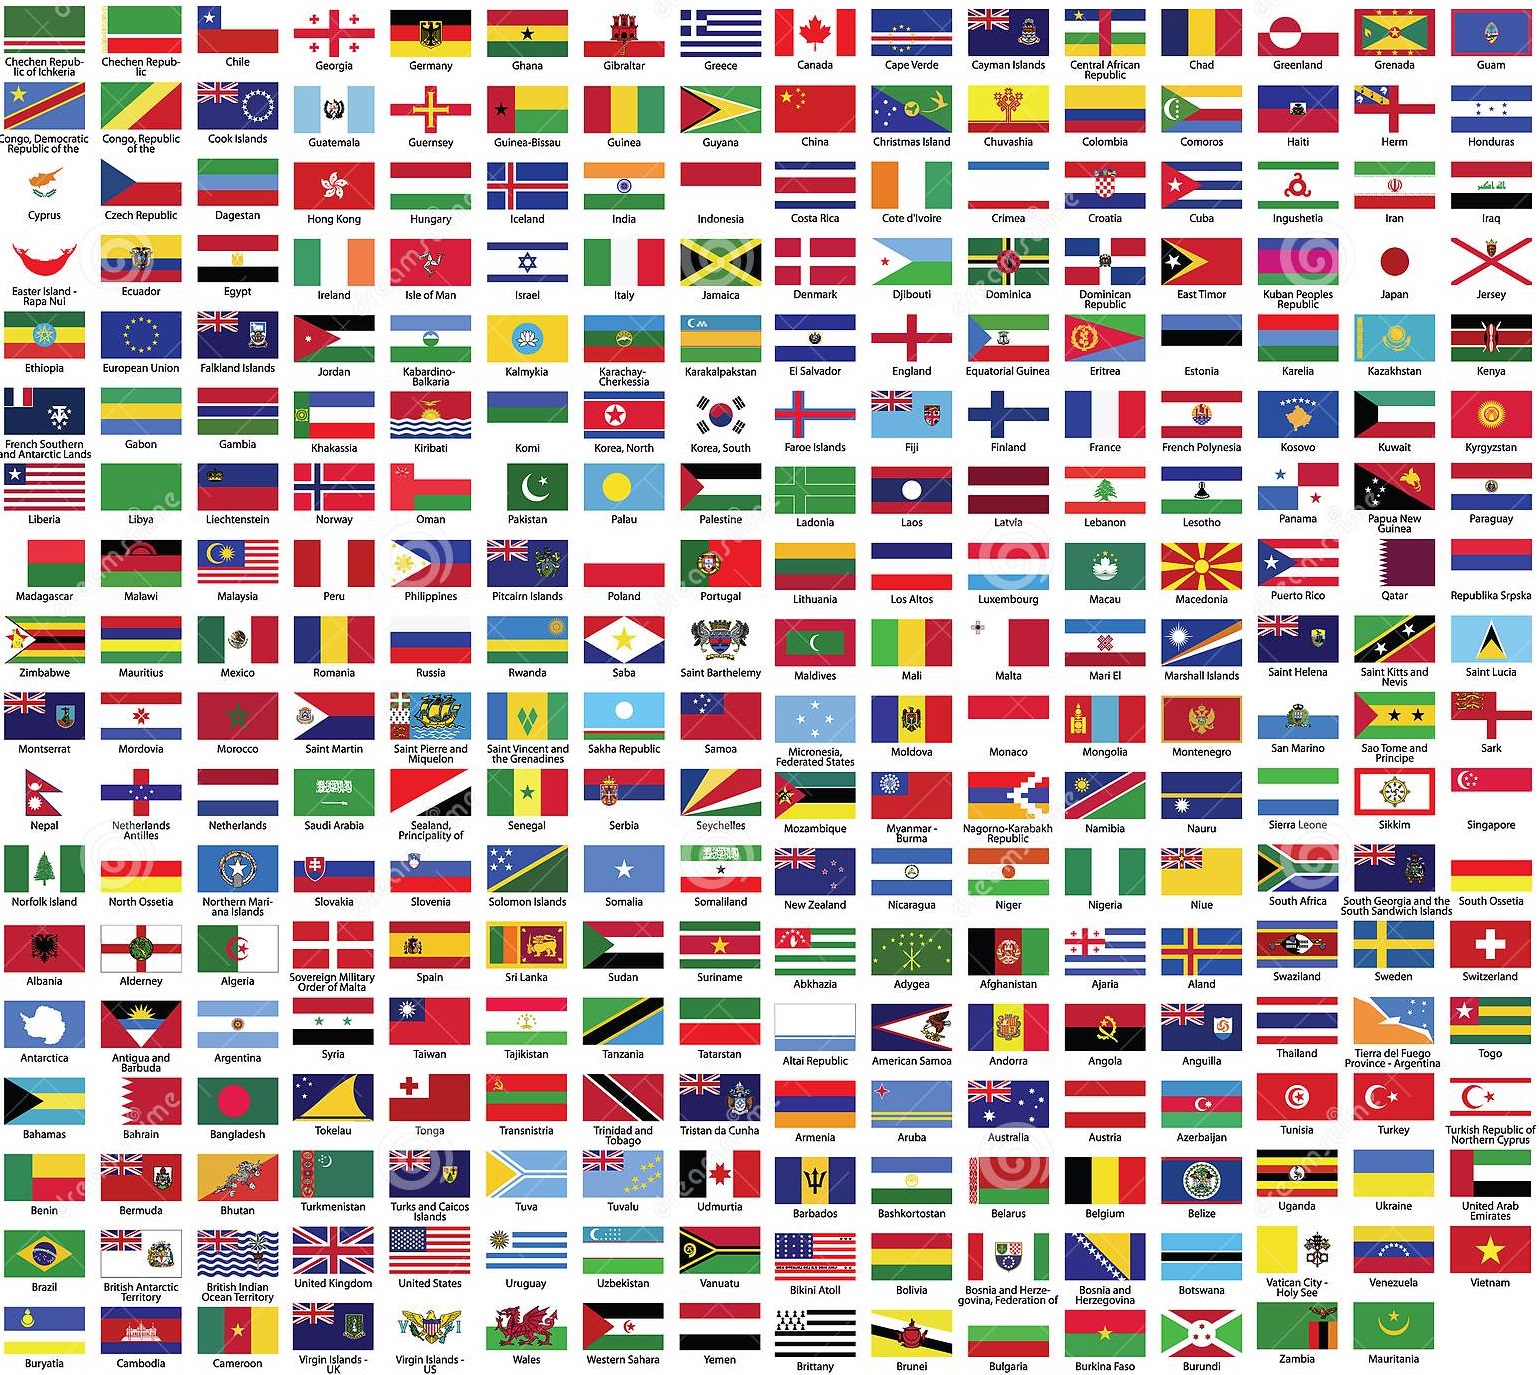 Chechen Repub-
lic of Ichkeria
Chechen Repub-
lic
Chile
Georgia
Germany
Ghana
Gibraltar
Greece
Canada
Cape Verde
Cayman Islands
Central African
Republic
Chad
Greenland
Grenada
Guam
Congo, Democratic
Republic of the
Congo, Republic
of the
Cook Islands
Guatemala
Guernsey
Guinea-Bissau
Guinea
Guyana
China
Christmas Island
Chuvashia
Colombia
Comoros
Haiti
Herm
Honduras
Cyprus
Czech Republic
Dagestan
Hong Kong
Hungary
Iceland
India
Indonesia
Costa Rica
Cote d'Ivoire
Crimea
Croatia
Cuba
Ingushetia
Iran
Iraq
Easter Island -
Rapa Nui
Ecuador
Egypt
Ireland
Isle of Man
Israel
Italy
Jamaica
Denmark
Djibouti
Dominica
Dominican
Republic
East Timor
Kuban Peoples
Republic
Japan
Jersey
Ethiopia
European Union
Falkland Islands
Jordan
Kabardino-
Balkaria
Kalmykia
Karachay-
Cherkessia
Karakalpakstan
El Salvador
England
Equatorial Guinea
Eritrea
Estonia
Karelia
Kazakhstan
Kenya
French Southern
and Antarctic Lands
Gabon
Gambia
Khakassia
Kiribati
Komi
Korea, North
Korea, South
Faroe Islands
Fiji
Finland
France
French Polynesia
Kosovo
Kuwait
Kyrgyzstan
Liberia
Libya
Liechtenstein
Norway
Oman
Pakistan
Palau
Palestine
Ladonia
Laos
Latvia
Lebanon
Lesotho
Panama
Papua New
Guinea
Paraguay
Madagascar
Malawi
Malaysia
Peru
Philippines
Pitcairn Islands
Poland
Portugal
Lithuania
Los Altos
Luxembourg
Macau
Macedonia
Puerto Rico
Qatar
Republika Srpska
Zimbabwe
Mauritius
Mexico
Romania
Russia
Rwanda
Saba
Saint Barthelemy
Maldives
Mali
Malta
Mari El
Marshall Islands
Saint Helena
Saint Kitts and
Nevis
Saint Lucia
Montserrat
Mordovia
Morocco
Saint Martin
Saint Pierre and
Miquelon
Saint Vincent and
the Grenadines
Sakha Republic
Samoa
Micronesia,
Federated States
Moldova
Monaco
Mongolia
Montenegro
San Marino
Sao Tome and
Principe
Sark
Nepal
Netherlands
Antilles
Netherlands
Saudi Arabia
Sealand,
Principality of
Senegal
Serbia
Seychelles
Mozambique
Myanmar -
Burma
Nagorno-Karabakh
Republic
Namibia
Nauru
Sierra Leone
Sikkim
Singapore
Norfolk Island
North Ossetia
Northern Mari-
ana Islands
Slovakia
Slovenia
Solomon Islands
Somalia
Somaliland
New Zealand
Nicaragua
Niger
Nigeria
Niue
South Africa
South Georgia and the
South Sandwich Islands
South Ossetia
Albania
Alderney
Algeria
Sovereign Military
Order of Malta
Spain
Sri Lanka
Sudan
Suriname
Abkhazia
Adygea
Afghanistan
Ajaria
Aland
Swaziland
Sweden
Switzerland
Antarctica
Antigua and
Barbuda
Argentina
Syria
Taiwan
Tajikistan
Tanzania
Tatarstan
Altai Republic
American Samoa
Andorra
Angola
Anguilla
Thailand
Tierra del Fuego
Province - Argentina
Togo
Bahamas
Bahrain
Bangladesh
Tokelau
Tonga
Transnistria
Trinidad and
Tobago
Tristan da Cunha
Armenia
Aruba
Australia
Austria
Azerbaijan
Tunisia
Turkey
Turkish Republic of
Northern Cyprus
Benin
Bermuda
Bhutan
Turkmenistan
Turks and Caicos
Islands
Tuva
Tuvalu
Udmurtia
Barbados
Bashkortostan
Belarus
Belgium
Belize
Uganda
Ukraine
United Arab
Emirates
Brazil
British Antarctic
Territory
British Indian
Ocean Territory
United Kingdom
United States
Uruguay
Uzbekistan
Vanuatu
Bikini Atoll
Bolivia
Bosnia and Herze-
govina, Federation of
Bosnia and
Herzegovina
Botswana
Vatican City -
Holy See
Venezuela
Vietnam
Buryatia
Cambodia
Cameroon
Virgin Islands -
UK
Virgin Islands -
US
Wales
Western Sahara
Yemen
Brittany
Brunei
Bulgaria
Burkina Faso
Burundi
Zambia
Mauritania